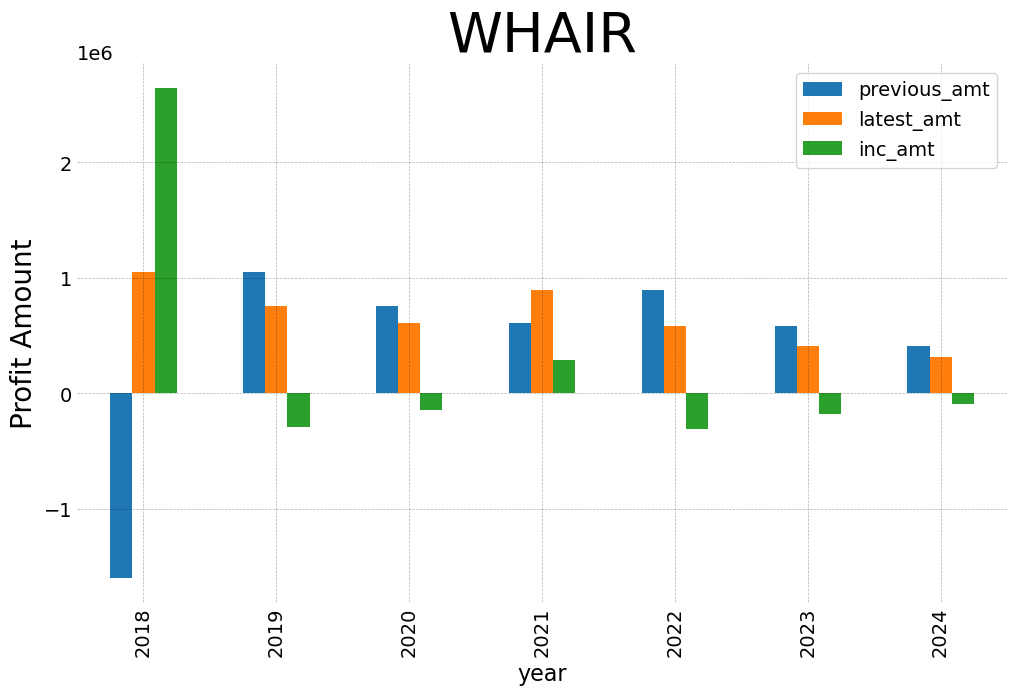 WHAIR
1e6
previous_amt
latest_amt
inc_amt
Profit Amount
2
1
0
−1
2018
2019
2020
2021
2022
2023
2024
year